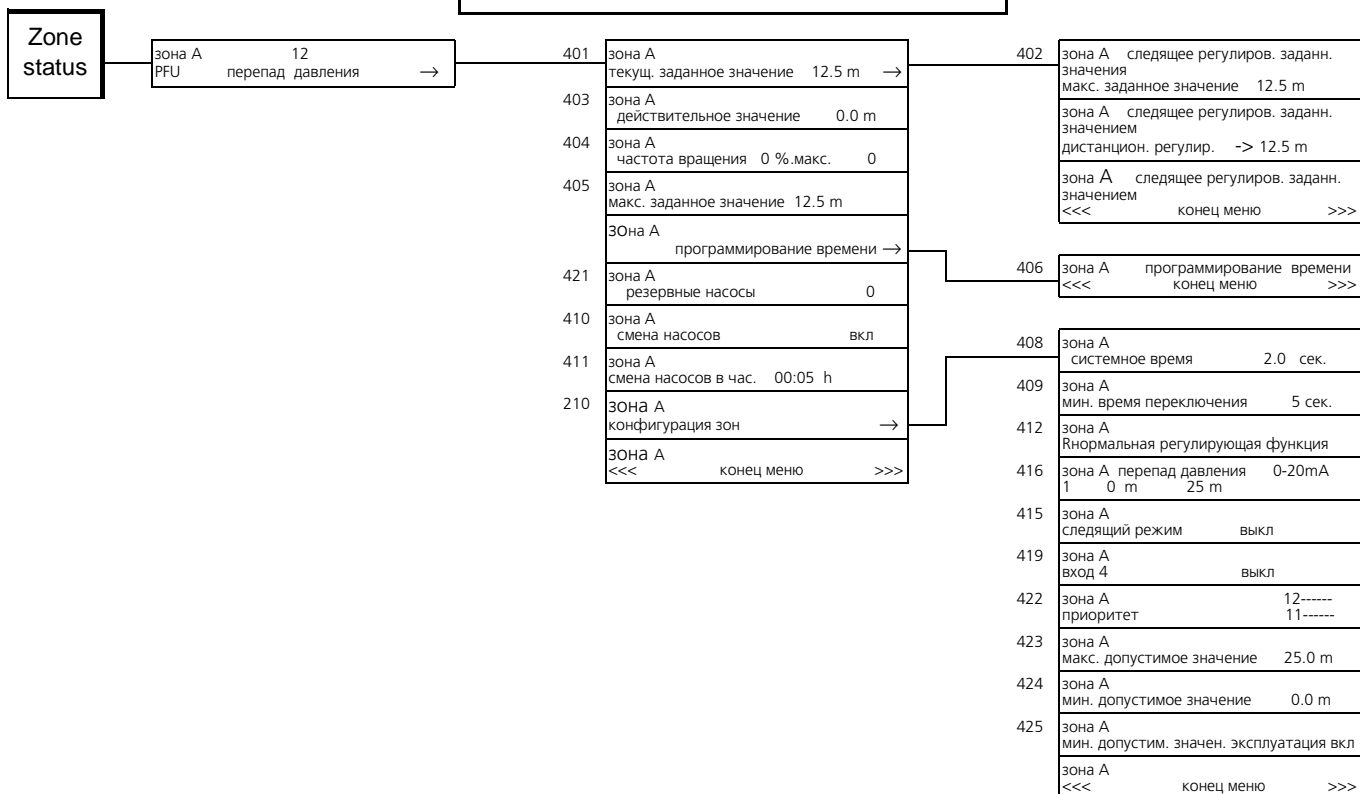 Zone
status
зона А 12
PFU перепад давления →
401 зона А
текущ. заданное значение 12.5 m →
403 зона А
действительное значение 0.0 m
404 зона А
частота вращения 0 %.макс. 0
405 зона А
макс. заданное значение 12.5 m
зона А
программирование времени →
421 зона А
резервные насосы 0
410 зона А
смена насосов вкл
411 зона А
смена насосов в час. 00:05 h
210 зона А
конфигурация зон →
зона А
<<< конец меню >>>
402 зона А следящее регулиров. заданн.
значения
макс. заданное значение 12.5 m
зона А следящее регулиров. заданн.
значением
дистанцион. регулир. -> 12.5 m
зона А следящее регулиров. заданн.
значением
<<< конец меню >>>
406 зона А программирование времени
<<< конец меню >>>
408 зона А
системное время 2.0 сек.
409 зона А
мин. время переключения 5 сек.
412 зона А
Rнормальная регулирующая функция
416 зона А перепад давления 0-20mA
1 0 m 25 m
415 зона А
следящий режим выкл
419 зона А
вход 4 выкл
422 зона А 12------
приоритет 11------
423 зона А
макс. допустимое значение 25.0 m
424 зона А
мин. допустимое значение 0.0 m
425 зона А
мин. допустим. значен. эксплуатация вкл
зона А
<<< конец меню >>>